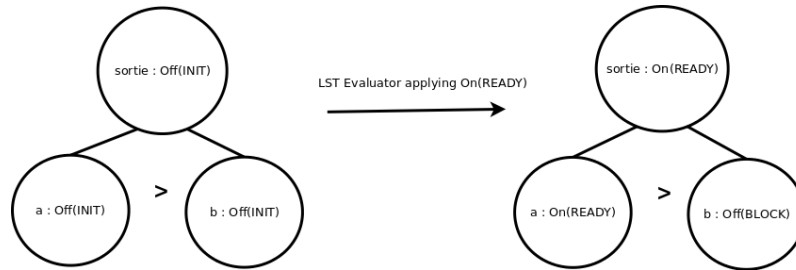 sortie : Off(INIT)
a : Off(INIT)
>
b : Off(INIT)
LST Evaluator applying On(READY)
sortie : On(READY)
a : On(READY)
>
b : Off(BLOCK)